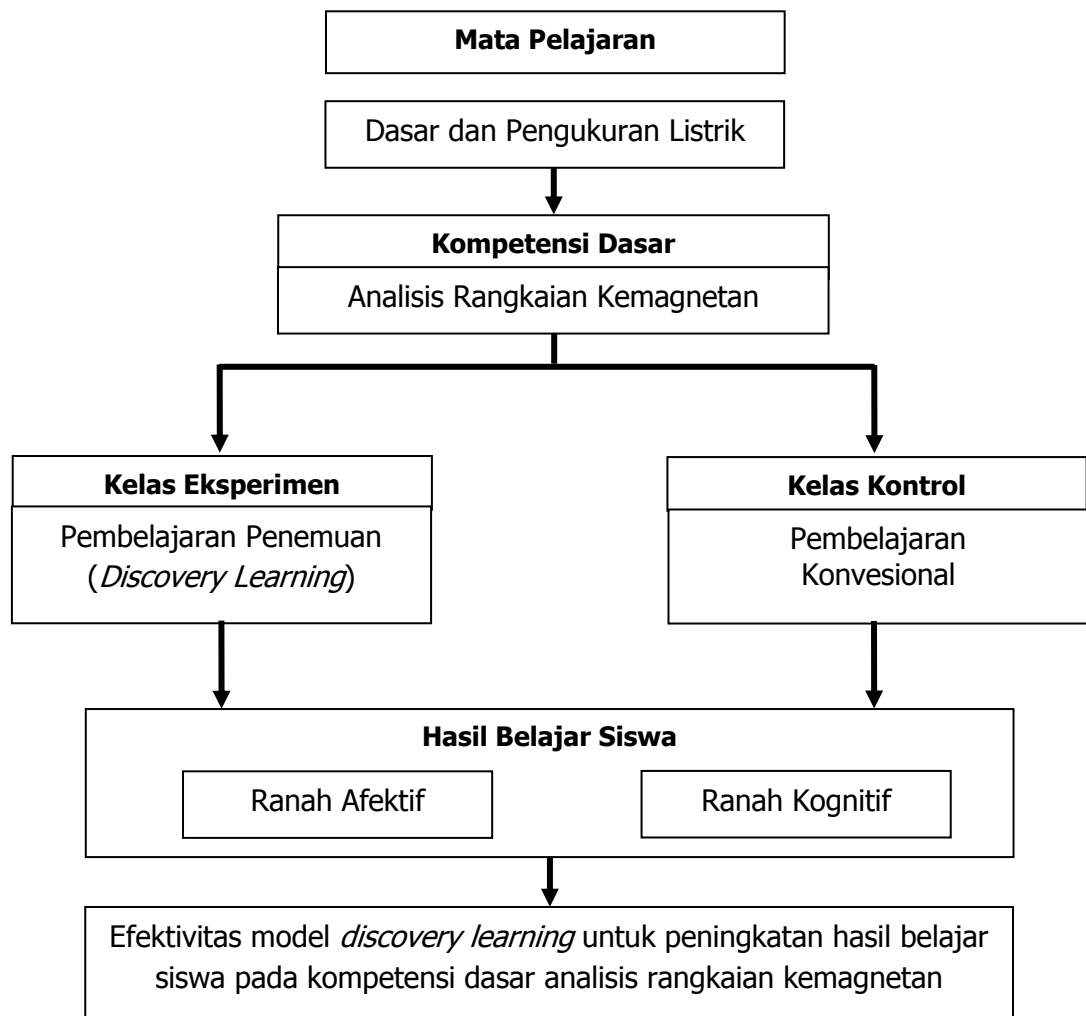 Mata Pelajaran
Dasar dan Pengukuran Listrik
Kompetensi Dasar
Analisis Rangkaian Kemagnetan
Kelas Eksperimen
Pembelajaran Penemuan
(Discovery Learning)
Kelas Kontrol
Pembelajaran
Konvesional
Hasil Belajar Siswa
Ranah Afektif
Ranah Kognitif
Efektivitas model discovery learning untuk peningkatan hasil belajar
siswa pada kompetensi dasar analisis rangkaian kemagnetan